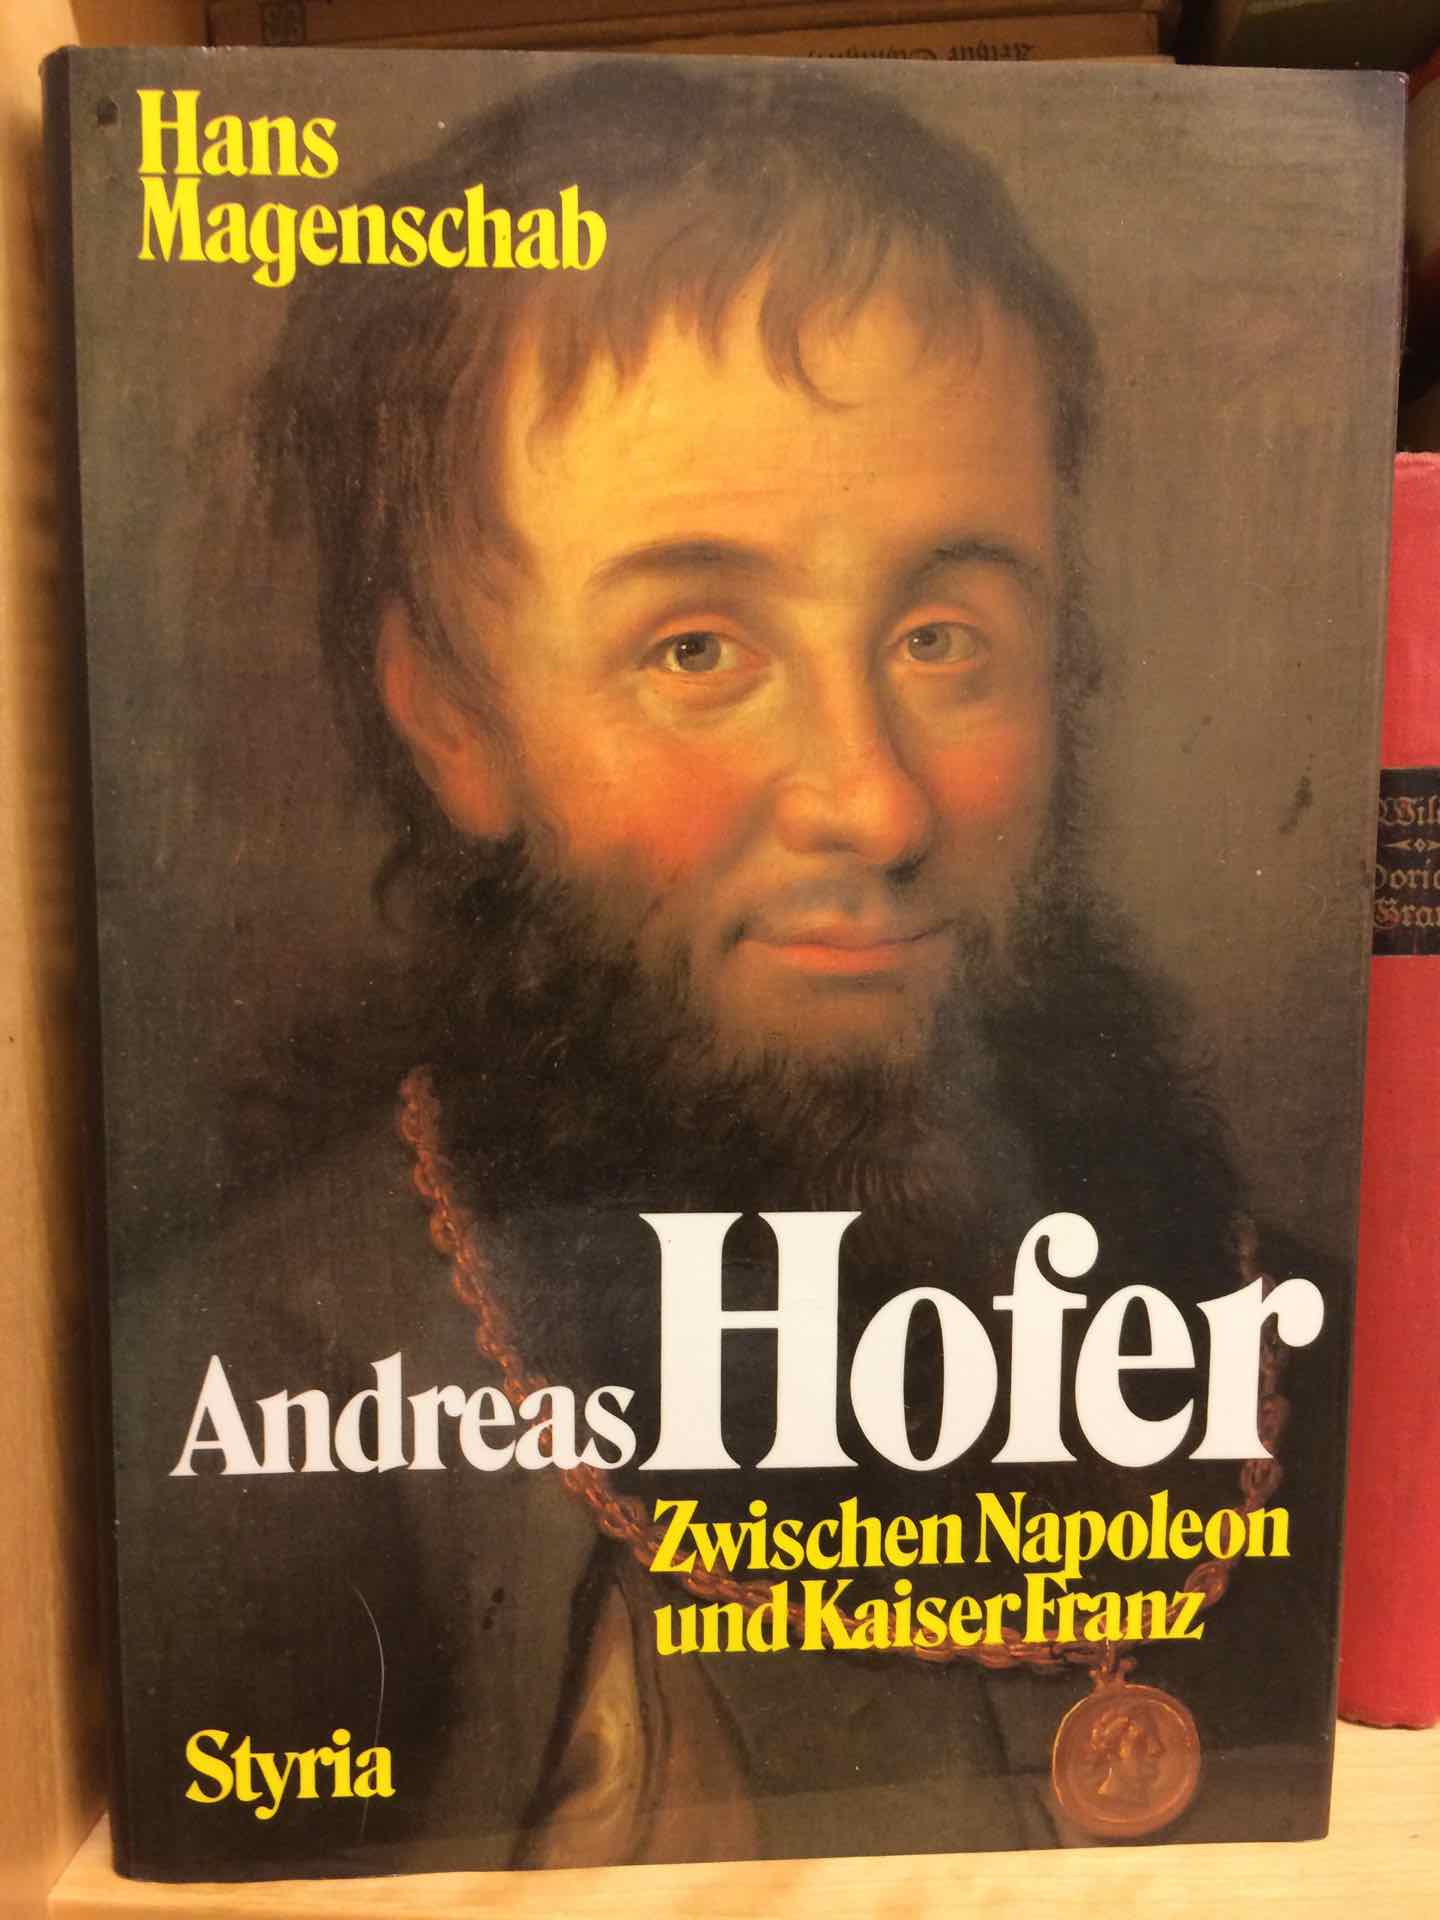 Hans
Magenschab
Andreas Hofer
Zwischen Napoleon
und Kaiser Franz
Styria